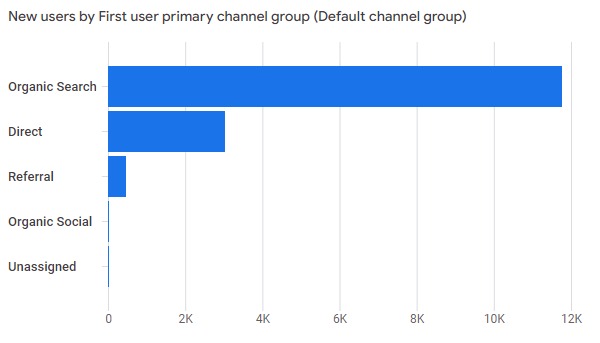 New users by First user primary channel group (Default channel group)
Organic Search
Direct
Referral
Organic Social
Unassigned
0 2K 4K 6K 8K 10K 12K